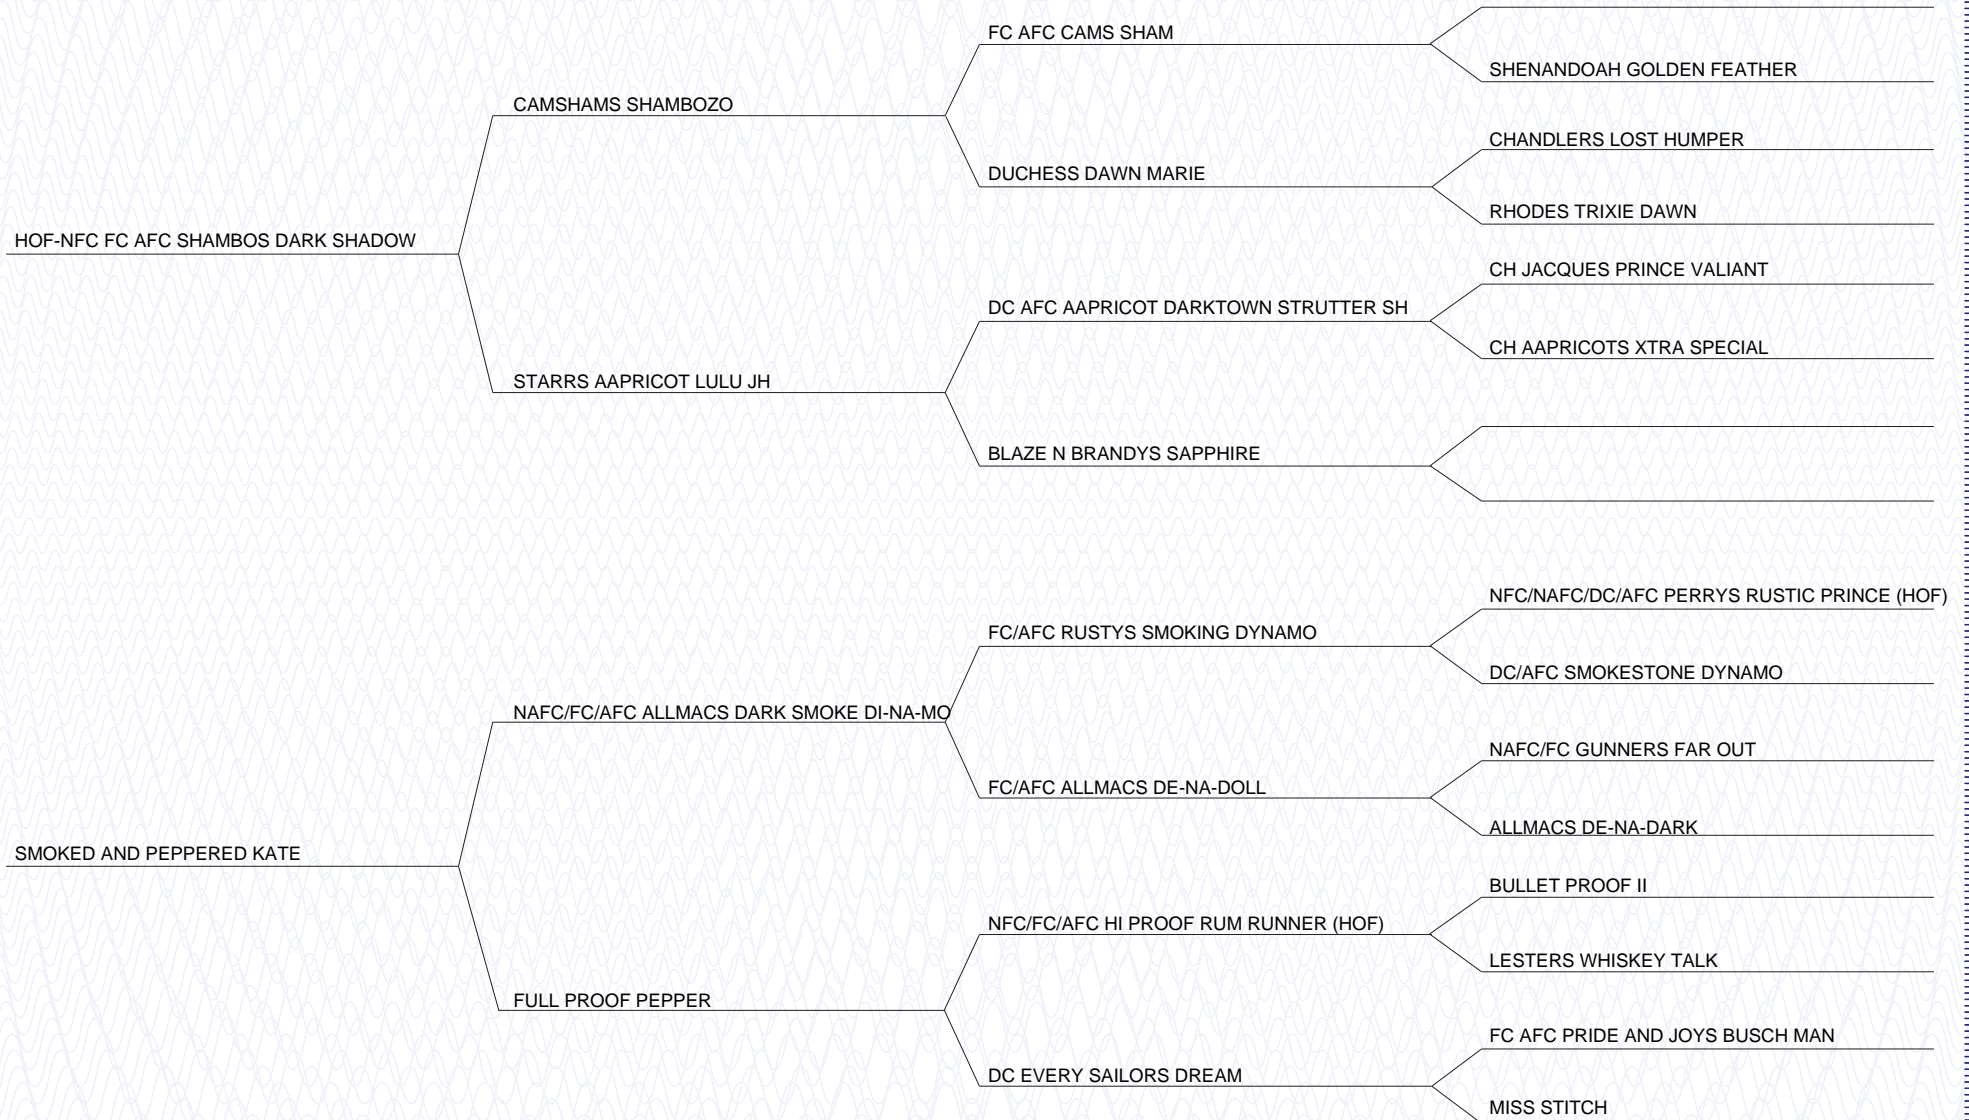 FC AFC CAMS SHAM
SHENANDOAH GOLDEN FEATHER
CAMSHAMS SHAMBOZO
CHANDLERS LOST HUMPER
DUCHESS DAWN MARIE
RHODES TRIXIE DAWN
HOF-NFC FC AFC SHAMBOS DARK SHADOW
CH JACQUES PRINCE VALIANT
DC AFC AAPRICOT DARKTOWN STRUTTER SH
CH AAPRICOTS XTRA SPECIAL
STARRS AAPRICOT LULU JH
BLAZE N BRANDYS SAPPHIRE
NFC/NAFC/DC/AFC PERRYS RUSTIC PRINCE (HOF)
FC/AFC RUSTYS SMOKING DYNAMO
DC/AFC SMOKESTONE DYNAMO
NAFC/FC/AFC ALLMACS DARK SMOKE DI-NA-MO
NAFC/FC GUNNERS FAR OUT
FC/AFC ALLMACS DE-NA-DOLL
ALLMACS DE-NA-DARK
SMOKED AND PEPPERED KATE
BULLET PROOF II
NFC/FC/AFC HI PROOF RUM RUNNER (HOF)
LESTERS WHISKEY TALK
FULL PROOF PEPPER
FC AFC PRIDE AND JOYS BUSCH MAN
DC EVERY SAILORS DREAM
MISS STITCH